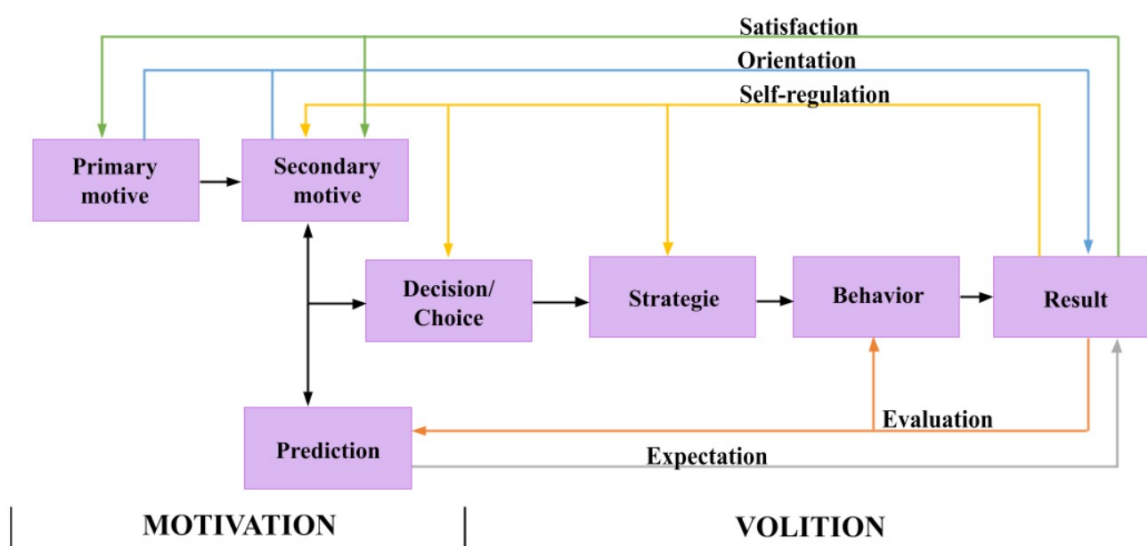 Satisfaction
Orientation
Self-regulation
Primary
motive
Secondary
motive
Decision/
Choice
Strategie
Behavior
Result
Prediction
Evaluation
Expectation
MOTIVATION
VOLITION